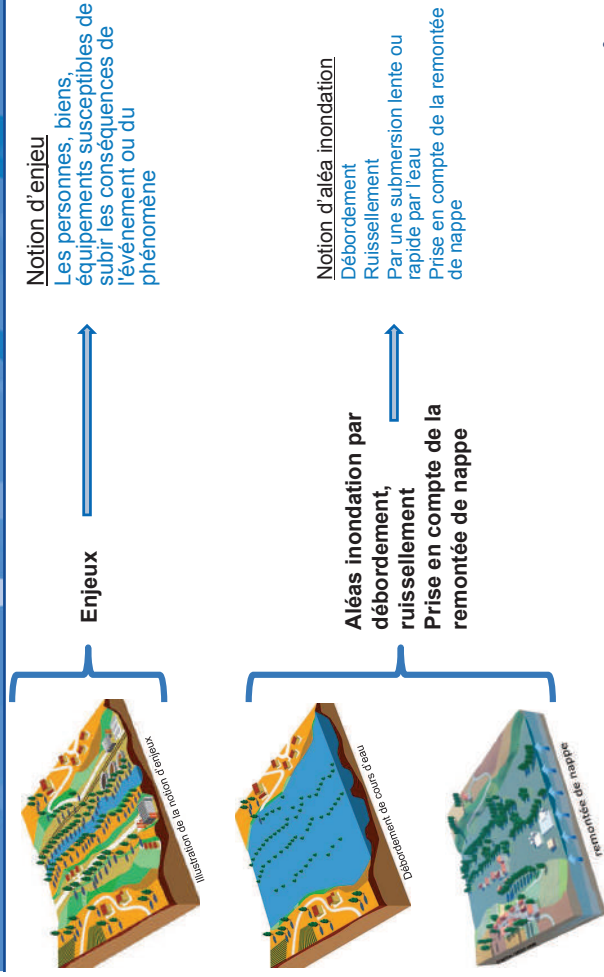 Illustration de la notion d'enjeux
Enjeux
Notion d'enjeu
Les personnes, biens,
équipements susceptibles de
subir les conséquences de
l'événement ou du
phénomène
Débordement de cours d'eau
remontée de nappe
Aléas inondation par
débordement,
ruissellement
Prise en compte de la
remontée de nappe
Notion d'aléa inondation
Débordement
Ruissellement
Par une submersion lente ou
rapide par l'eau
Prise en compte de la remontée
de nappe